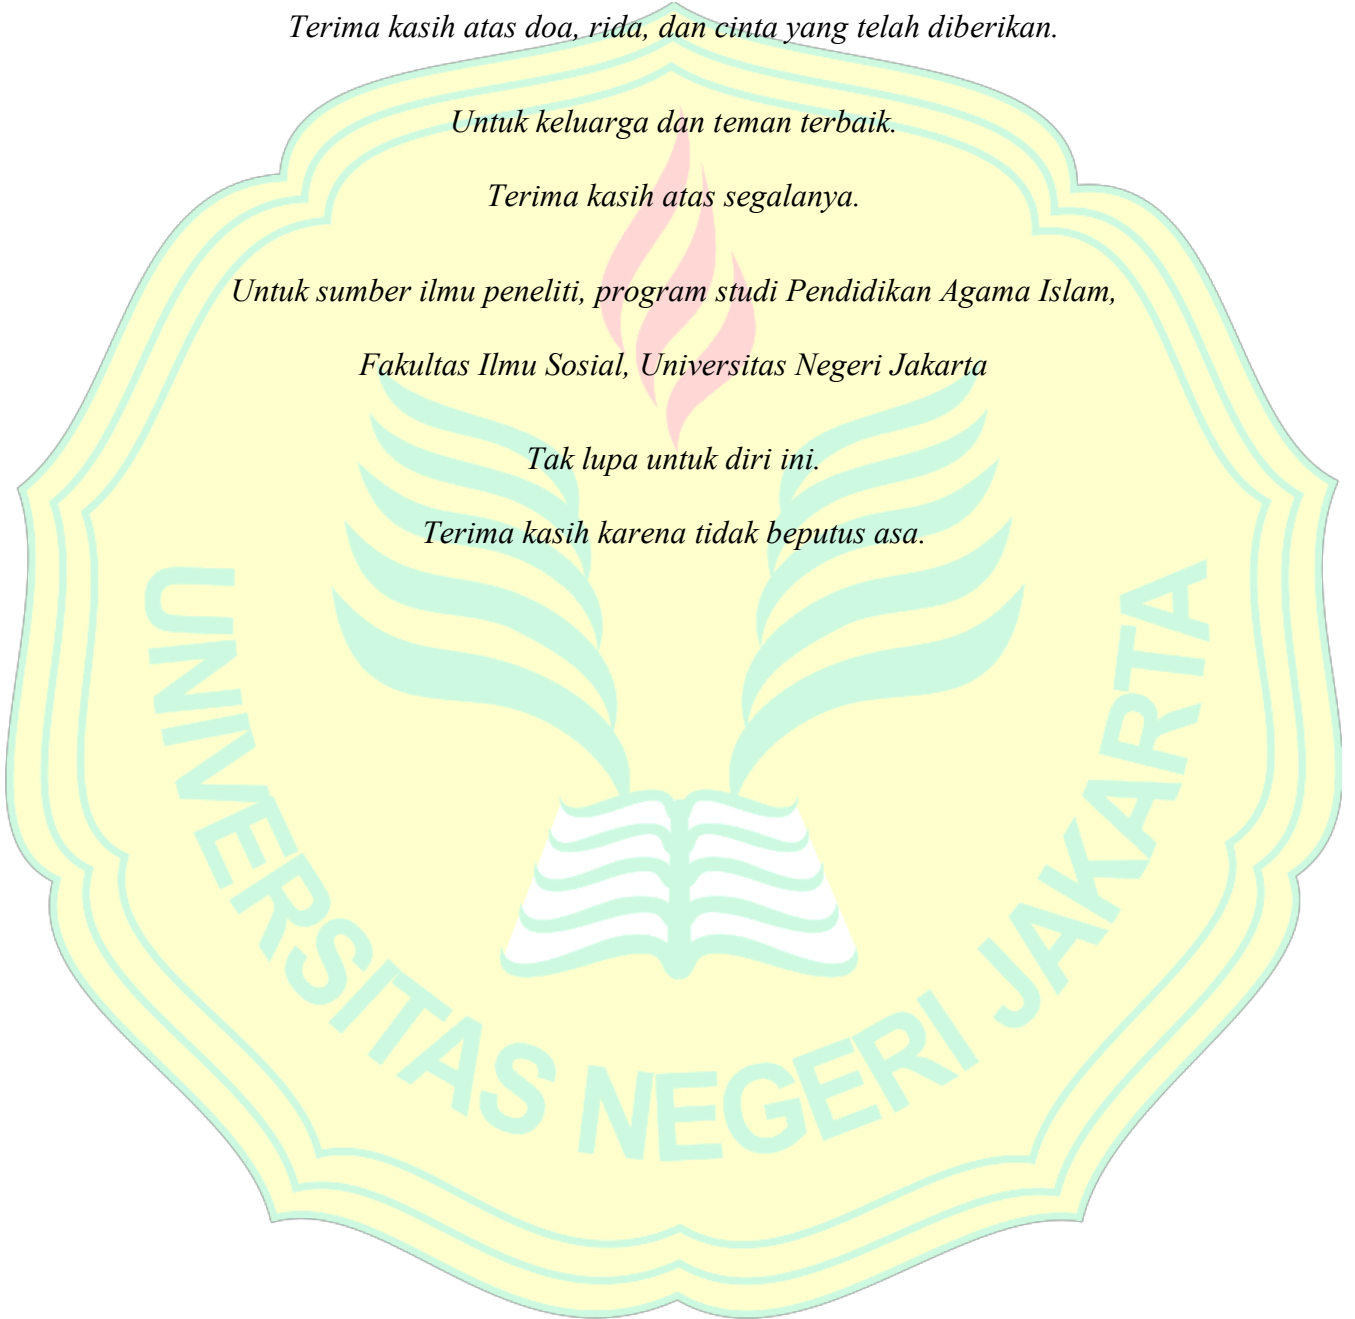 Terima kasih atas doa, rida, dan cinta yang telah diberikan.
Untuk keluarga dan teman terbaik.
Terima kasih atas segalanya.
Untuk sumber ilmu peneliti, program studi Pendidikan Agama Islam,
Fakultas Ilmu Sosial, Universitas Negeri Jakarta
Tak lupa untuk diri ini.
Terima kasih karena tidak beputus asa.
UNIVERSITAS NEGERI JAKARTA